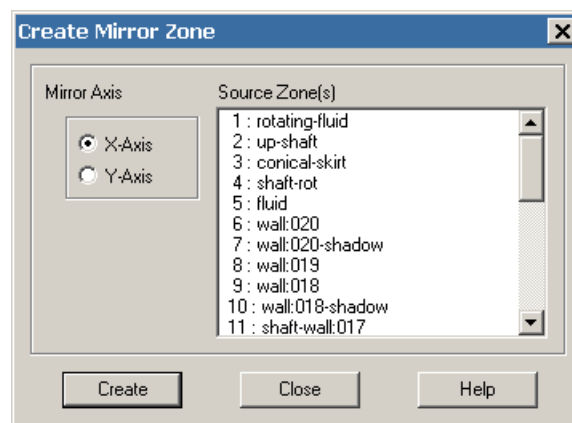 Create Mirror Zone
Mirror Axis
X-Axis
Y-Axis
Source Zone(s)
1 : rotating-fluid
2 : up-shaft
3 : conical-skirt
4 : shaft-rot
5 : fluid
6 : wall:020
7 : wall:020-shadow
8 : wall:019
9 : wall:018
10 : wall:018-shadow
11 : shaft-wall:017
Create
Close
Help